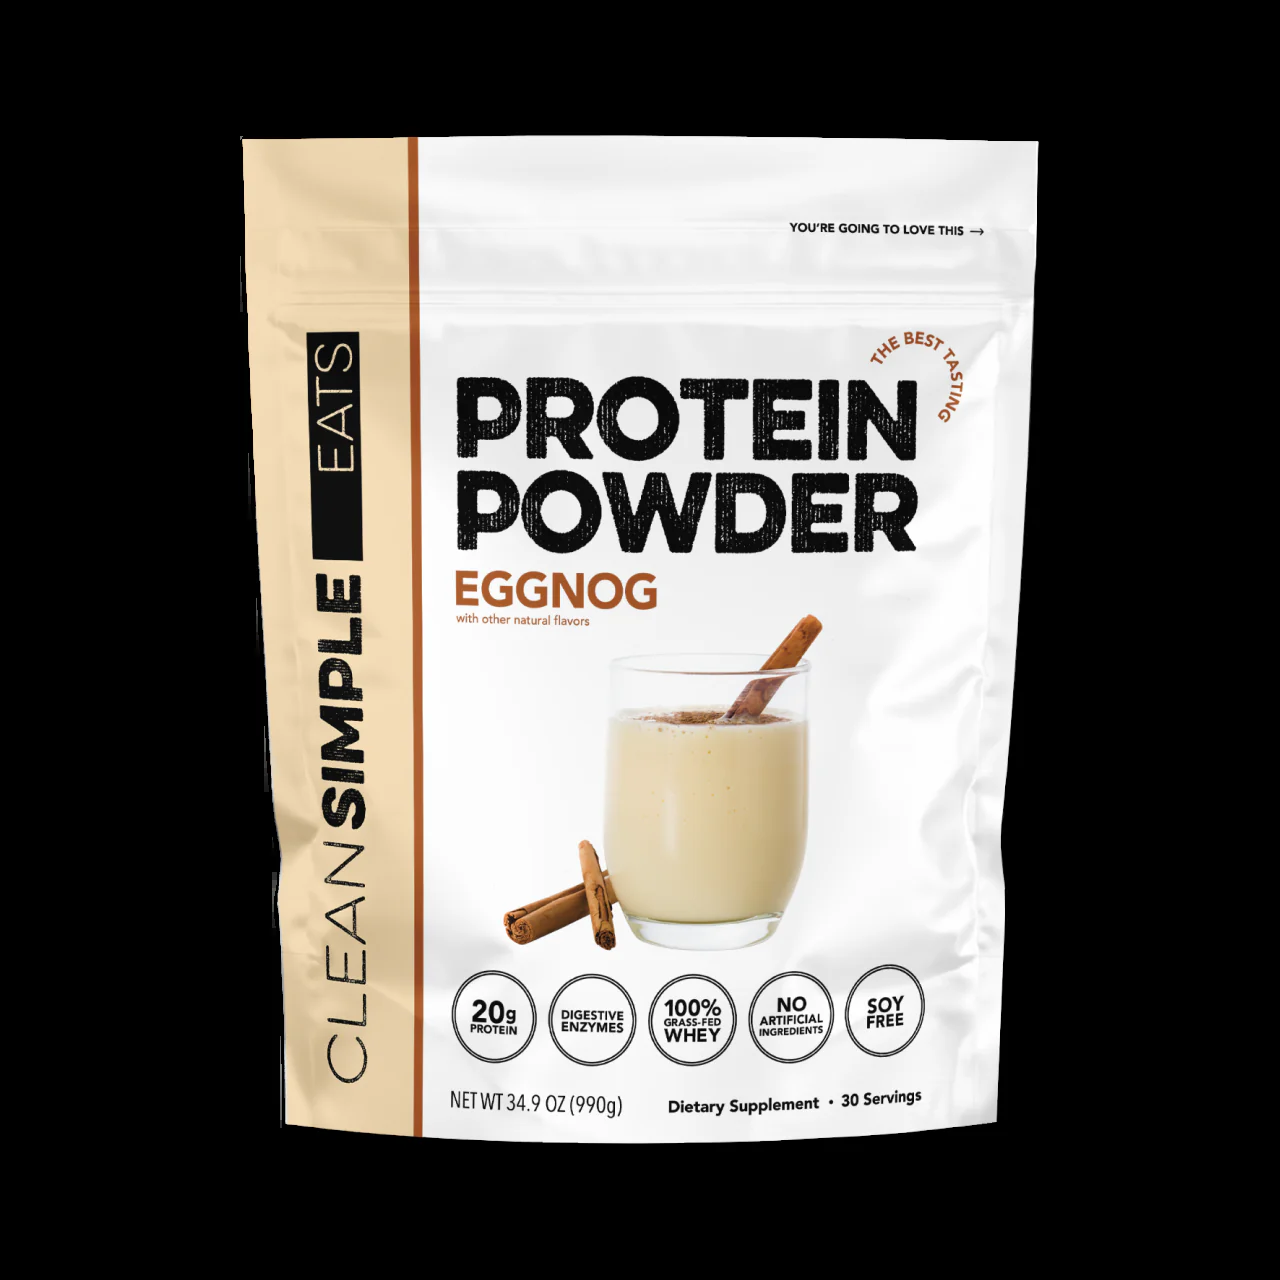 YOU'RE GOING TO LOVE THIS →
THE BEST TASTING
PROTEIN
POWDER
EGGNOG
with other natural flavors
CLEANSIMPLE EATS
20g
PROTEIN
DIGESTIVE
ENZYMES
100%
GRASS-FED
WHEY
NO
ARTIFICIAL
INGREDIENTS
SOY
FREE
NET WT 34.9 OZ (990g)
Dietary Supplement • 30 Servings